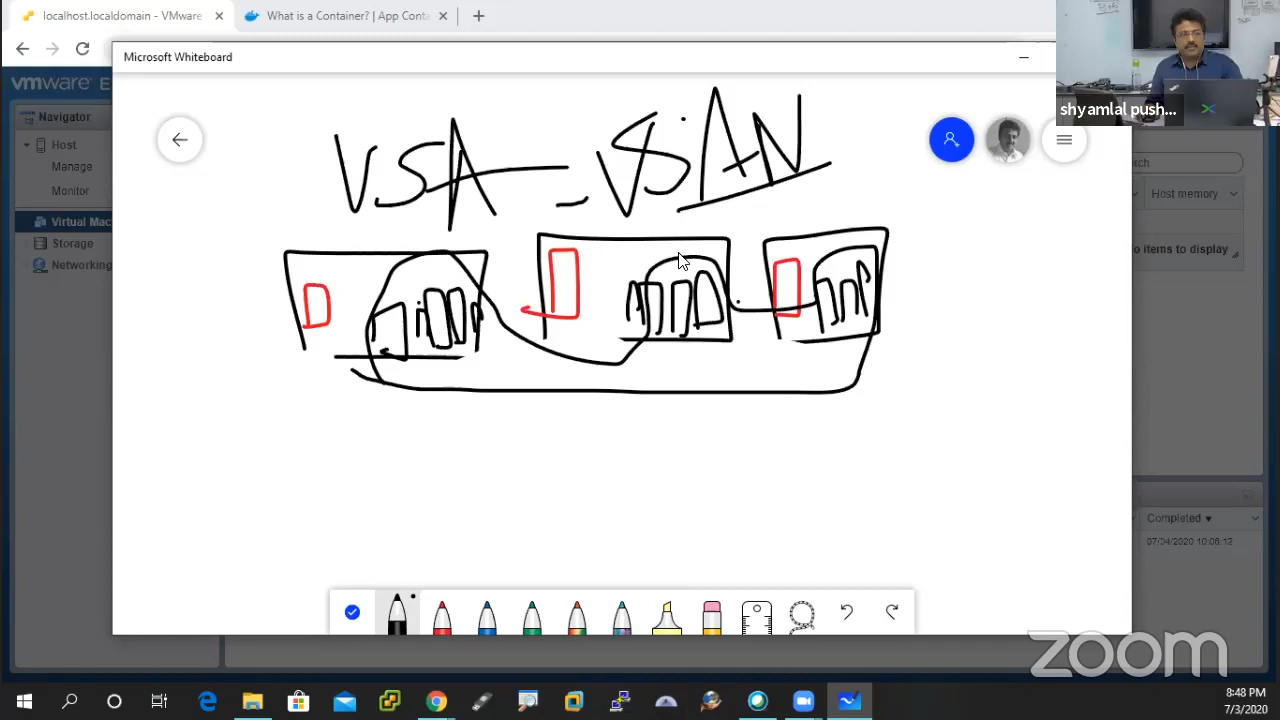 localhost.localdomain - VMware
What is a Container? | App Cont
vmware E
Microsoft Whiteboard
shyamlal push...
Navigator
Host
Manage
Monitor
Virtual Mac
Storage
Networking
VSA - VSAN
Host memory
o items to display
Completed
07/04/2020 10:06:12
zoom
8:48 PM
7/3/2020